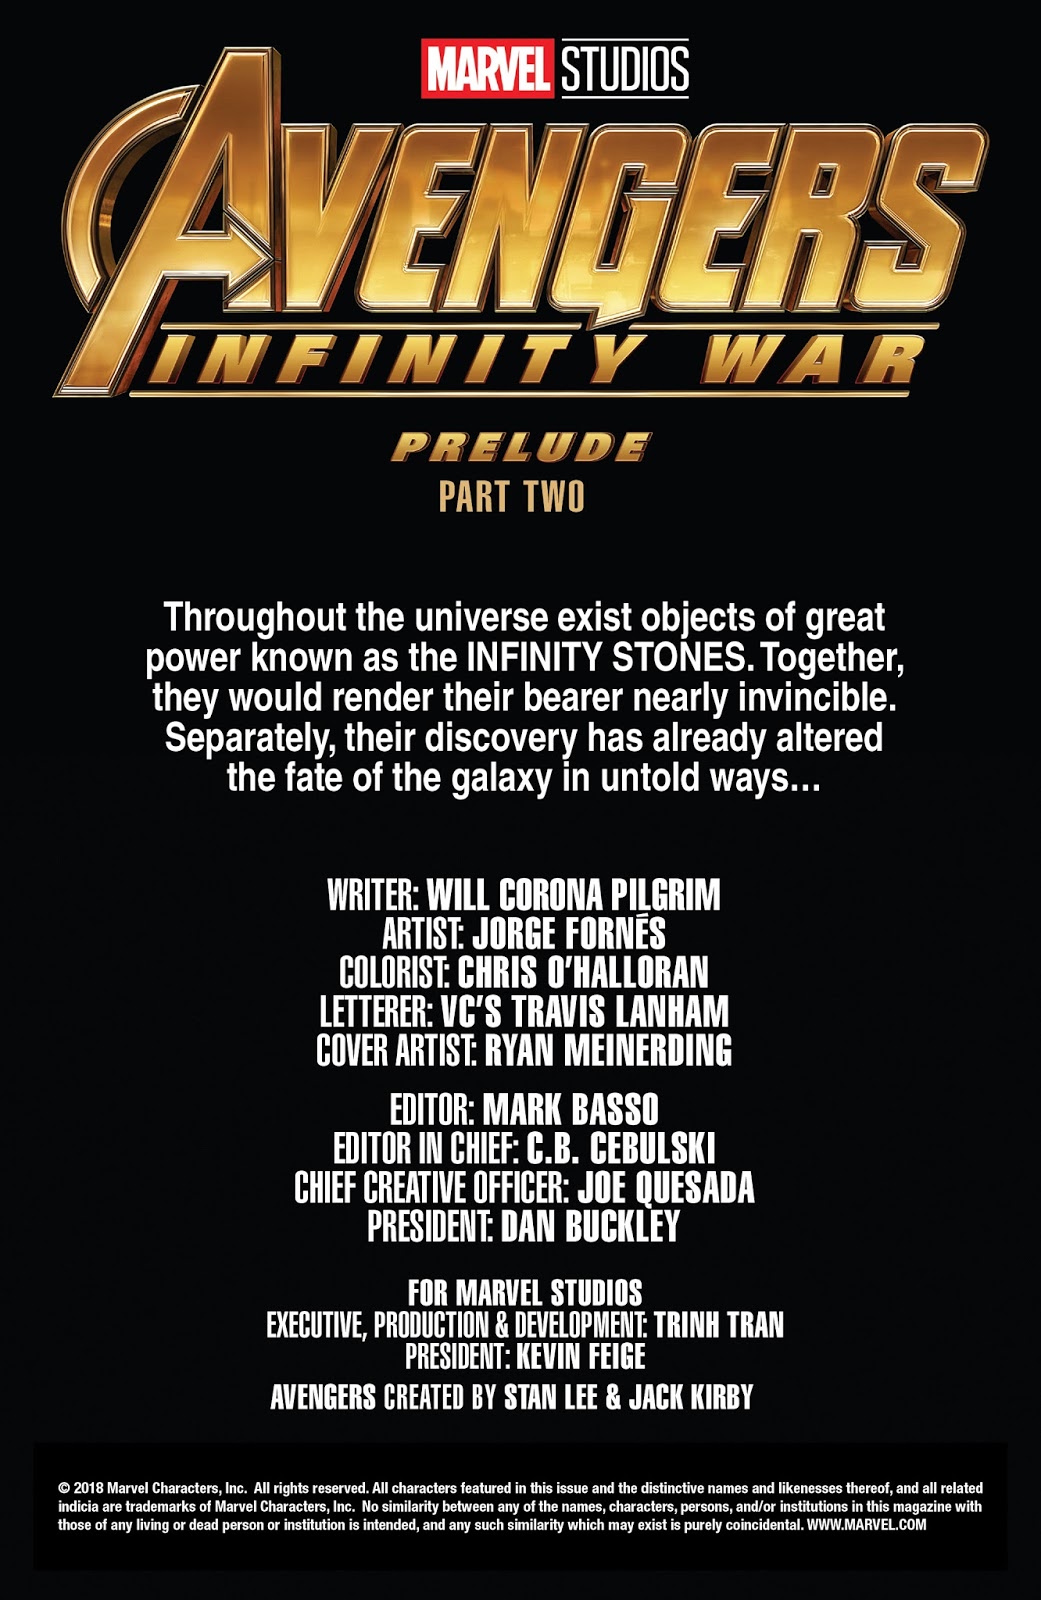 MARVEL STUDIOS
AVENGERS
INFINITY WAR
PRELUDE
PART TWO
Throughout the universe exist objects of great
power known as the INFINITY STONES. Together,
they would render their bearer nearly invincible.
Separately, their discovery has already altered
the fate of the galaxy in untold ways...
WRITER: WILL CORONA PILGRIM
ARTIST: JORGE FORNÉS
COLORIST: CHRIS O'HALLORAN
LETTERER: VC'S TRAVIS LANHAM
COVER ARTIST: RYAN MEINERDING
EDITOR: MARK BASSO
EDITOR IN CHIEF: C.B. CEBULSKI
CHIEF CREATIVE OFFICER: JOE QUESADA
PRESIDENT: DAN BUCKLEY
FOR MARVEL STUDIOS
EXECUTIVE, PRODUCTION & DEVELOPMENT: TRINH TRAN
PRESIDENT: KEVIN FEIGE
AVENGERS CREATED BY STAN LEE & JACK KIRBY
© 2018 Marvel Characters, Inc. All rights reserved. All characters featured in this issue and the distinctive names and likenesses thereof, and all related
indicia are trademarks of Marvel Characters, Inc. No similarity between any of the names, characters, persons, and/or institutions in this magazine with
those of any living or dead person or institution is intended, and any such similarity which may exist is purely coincidental. WWW.MARVEL.COM